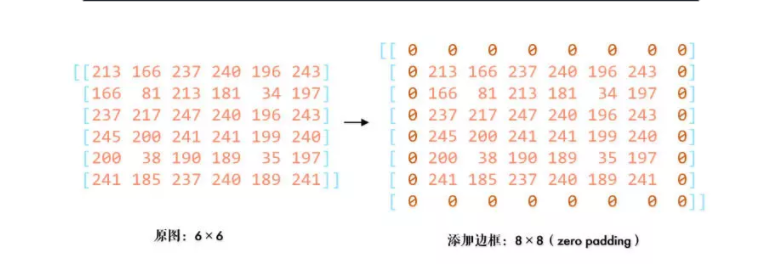 [[213 166 237 240 196 243]
[166 81 213 181 34 197]
[237 217 247 240 196 243]
[245 200 241 241 199 240]
[200 38 190 189 35 197]
[241 185 237 240 189 241]]
原图：6×6
[[ 0 0 0 0 0 0 0 0]
[ 0 213 166 237 240 196 243 0]
[ 0 166 81 213 181 34 197 0]
[ 0 237 217 247 240 196 243 0]
[ 0 245 200 241 241 199 240 0]
[ 0 200 38 190 189 35 197 0]
[ 0 241 185 237 240 189 241 0]
[ 0 0 0 0 0 0 0 0]]
添加边框：8×8（zero padding）